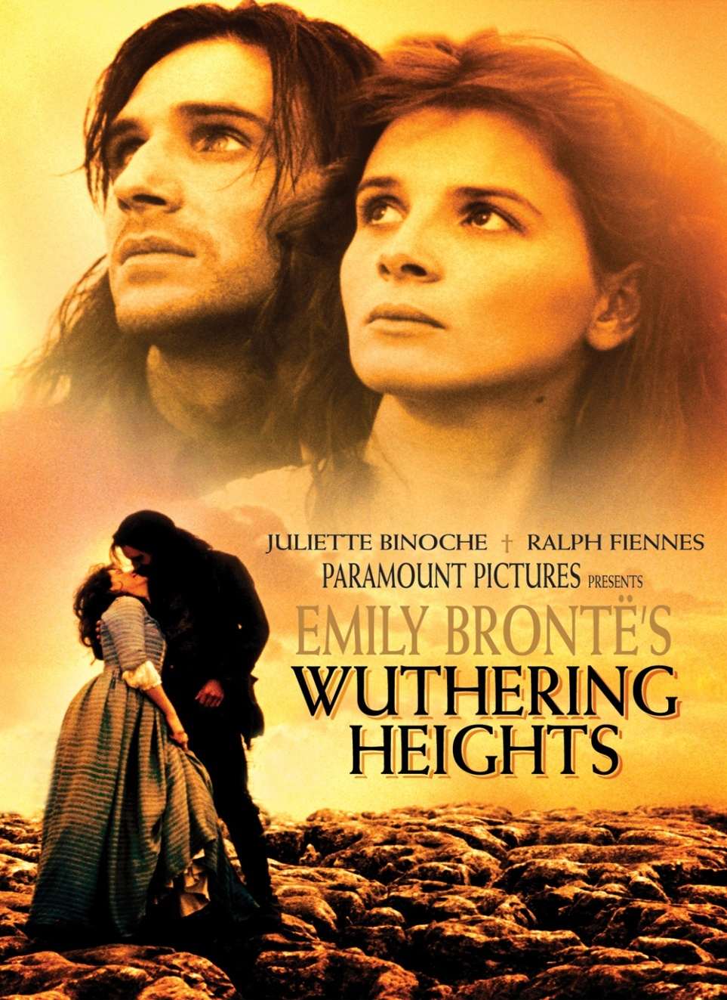 JULIETTE BINOCHE † RALPH FIENNES
PARAMOUNT PICTURES PRESENTS
EMILY BRONTË'S
WUTHERING
HEIGHTS